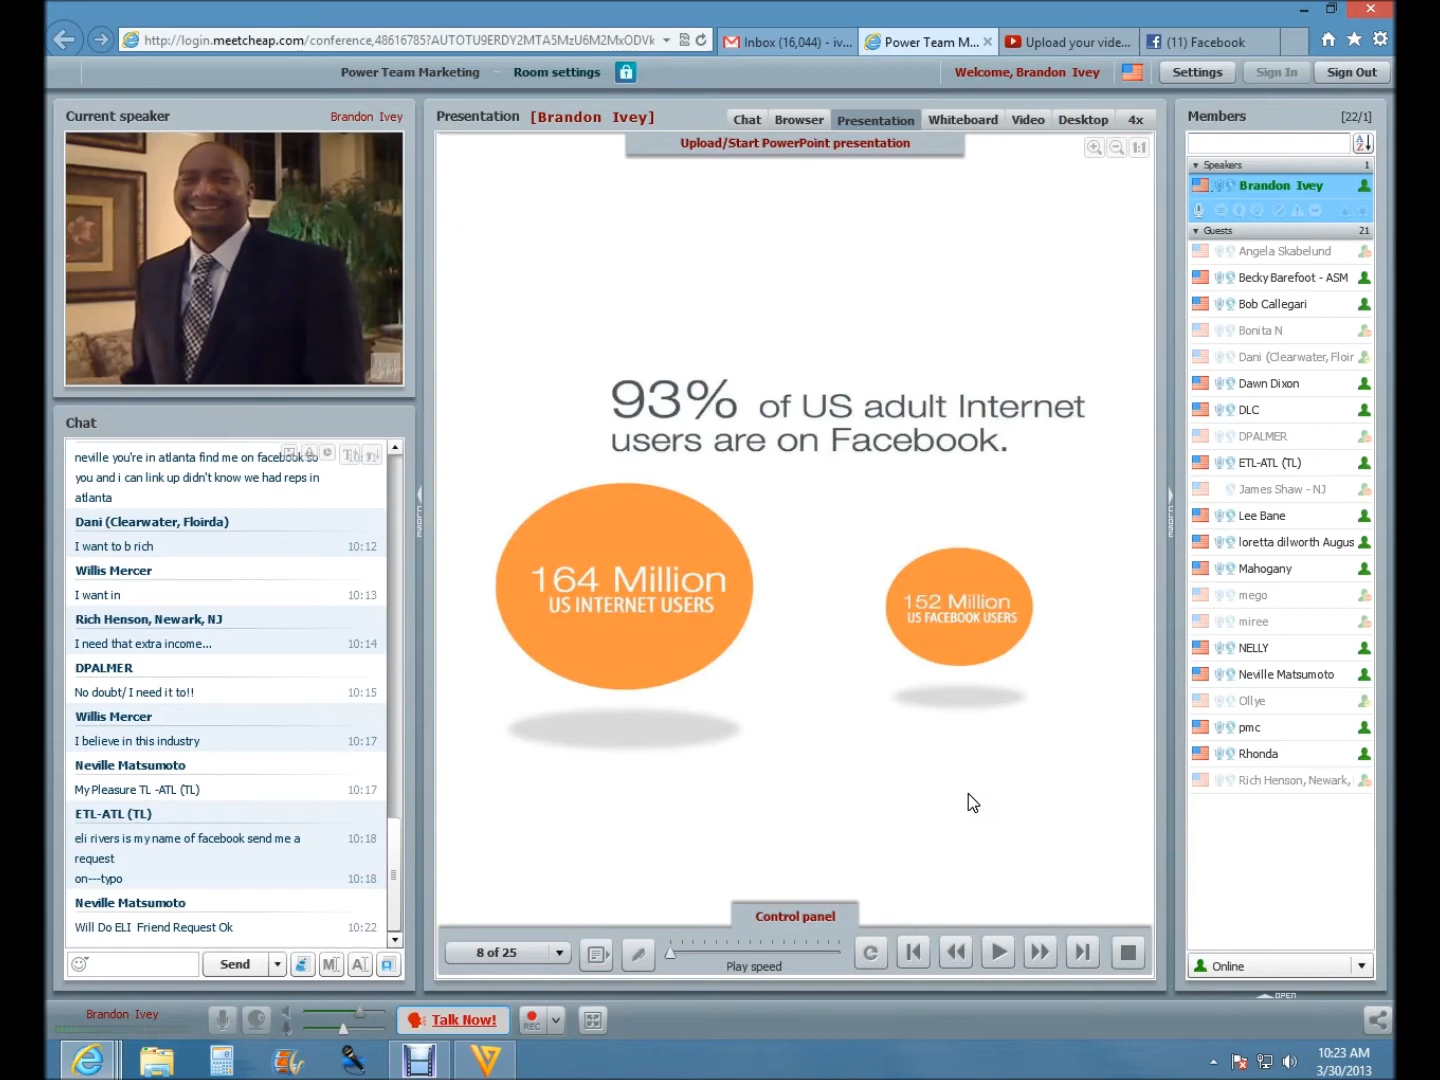 http://login.meetcheap.com/conference,48616785?AUTOTU9ERDY2MTA5MzU6M2MxODVk
Inbox (16,044) - iv...
Power Team M...
Upload your vide...
(11) Facebook
Power Team Marketing
Room settings
Welcome, Brandon Ivey
Settings
Sign In
Sign Out
Current speaker
Brandon Ivey
Presentation [Brandon Ivey]
Chat
Browser
Presentation
Whiteboard
Video
Desktop
4x
Members
[22/1]
Upload/Start PowerPoint presentation
1:1
Speakers 1
Brandon Ivey
Guests 21
Angela Skabelund
Becky Barefoot - ASM
Bob Callegari
Bonita N
Dani (Clearwater, Floir
Dawn Dixon
DLC
DPALMER
ETL-ATL (TL)
James Shaw - NJ
Lee Bane
loretta dilworth Augus
Mahogany
mego
miree
NELLY
Neville Matsumoto
Ollye
pmc
Rhonda
Rich Henson, Newark,
Online
OPEN
93% of US adult Internet
users are on Facebook.
164 Million
US INTERNET USERS
152 Million
US FACEBOOK USERS
Control panel
8 of 25
Play speed
Chat
neville you're in atlanta find me on facebook so
you and i can link up didn't know we had reps in
atlanta
Dani (Clearwater, Floirda)
I want to b rich 10:12
Willis Mercer
I want in 10:13
Rich Henson, Newark, NJ
I need that extra income... 10:14
DPALMER
No doubt/ I need it to!! 10:15
Willis Mercer
I believe in this industry 10:17
Neville Matsumoto
My Pleasure TL -ATL (TL) 10:17
ETL-ATL (TL)
eli rivers is my name of facebook send me a 10:18
request
on---typo 10:18
Neville Matsumoto
Will Do ELI Friend Request Ok 10:22
Send
Brandon Ivey
Talk Now!
REC
CLOSE
CLOSE
10:23 AM
3/30/2013